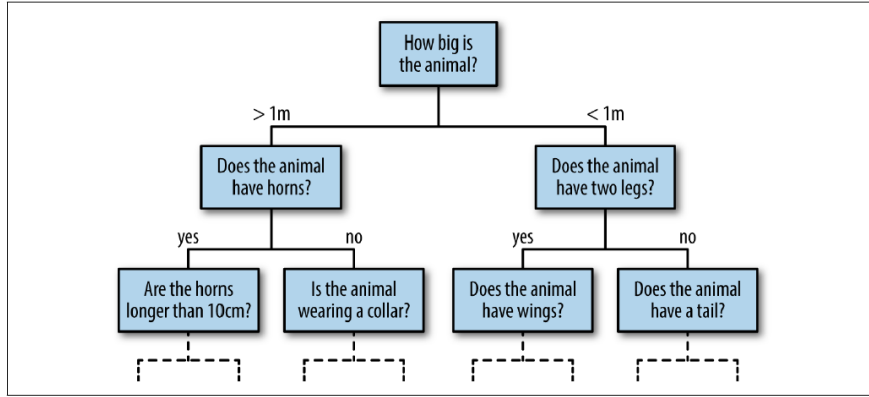 How big is
the animal?
> 1m
< 1m
Does the animal
have horns?
Does the animal
have two legs?
yes
no
yes
no
Are the horns
longer than 10cm?
Is the animal
wearing a collar?
Does the animal
have wings?
Does the animal
have a tail?